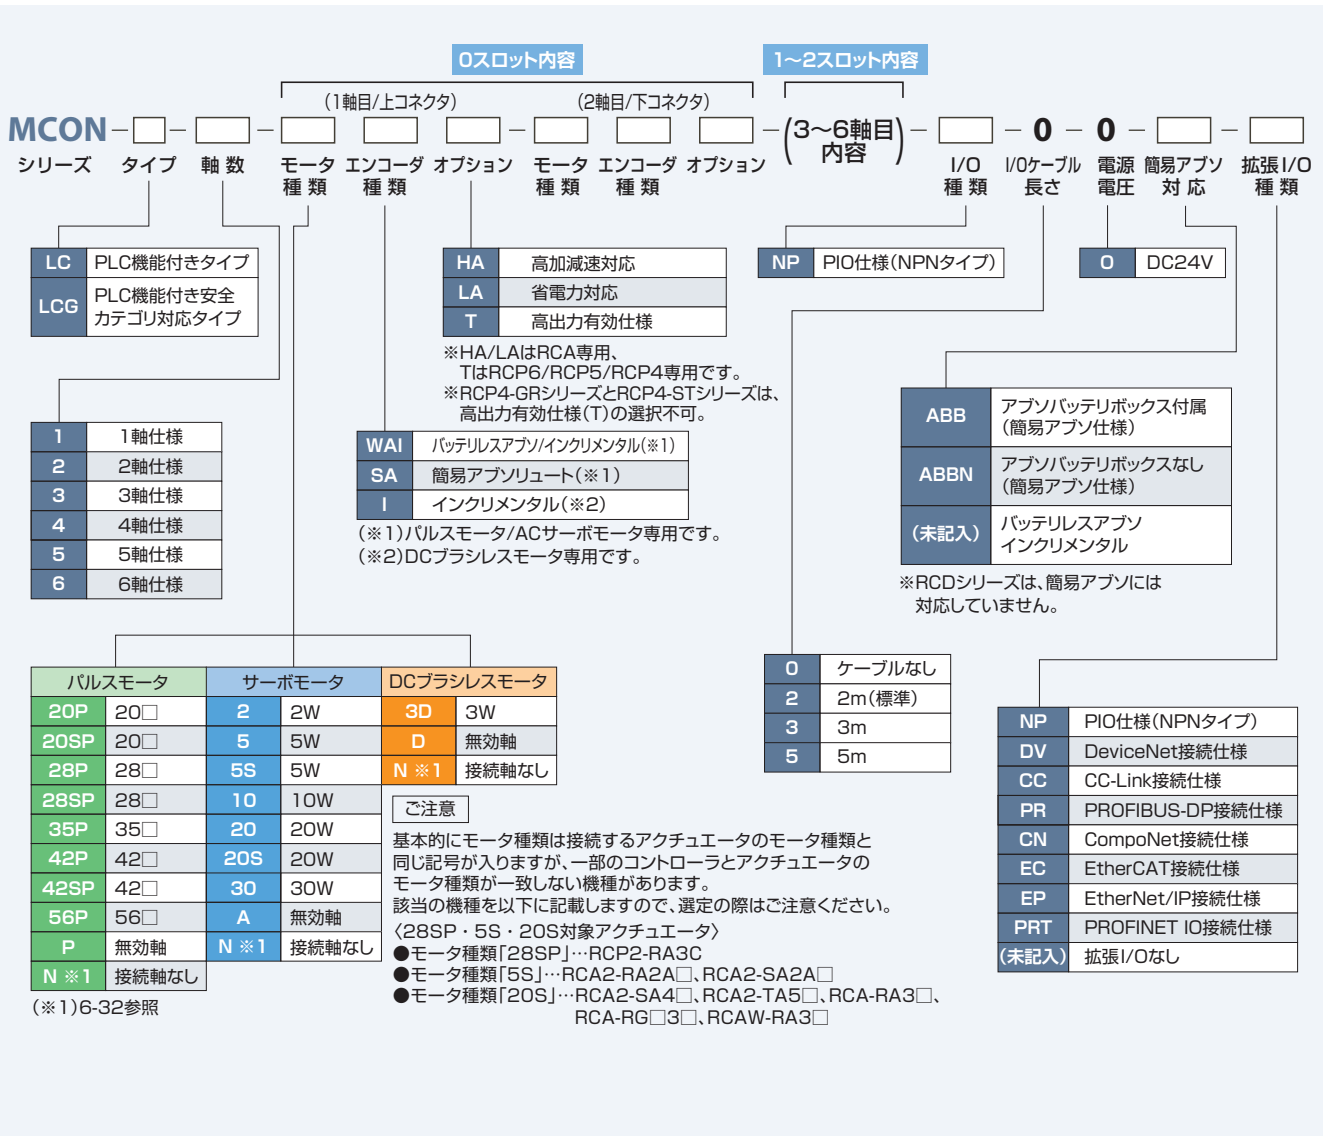 0スロット内容
1～2スロット内容
(1軸目/上コネクタ)
(2軸目/下コネクタ)
MCON-□-□-□□□-□□□-(3～6軸目内容)-□-0-0-□-□
シリーズ
タイプ
軸数
モータ種類
エンコーダ種類
オプション
モータ種類
エンコーダ種類
オプション
I/O種類
I/Oケーブル長さ
電源電圧
簡易アブソ対応
拡張I/O種類
LC PLC機能付きタイプ
LCG PLC機能付き安全
カテゴリ対応タイプ
HA 高加減速対応
LA 省電力対応
T 高出力有効仕様
※HA/LAはRCA専用、
TはRCP6/RCP5/RCP4専用です。
※RCP4-GRシリーズとRCP4-STシリーズは、
高出力有効仕様(T)の選択不可。
NP PIO仕様(NPNタイプ)
0 DC24V
1 1軸仕様
2 2軸仕様
3 3軸仕様
4 4軸仕様
5 5軸仕様
6 6軸仕様
WAI バッテリレスアブソ/インクリメンタル(※1)
SA 簡易アブソリュート(※1)
I インクリメンタル(※2)
(※1)パルスモータ/ACサーボモータ専用です。
(※2)DCブラシレスモータ専用です。
ABB アブソバッテリボックス付属
(簡易アブソ仕様)
ABBN アブソバッテリボックスなし
(簡易アブソ仕様)
(未記入) バッテリレスアブソ
インクリメンタル
※RCDシリーズは、簡易アブソには
対応していません。
パルスモータ
20P 20□
20SP 20□
28P 28□
28SP 28□
35P 35□
42P 42□
42SP 42□
56P 56□
P 無効軸
N ※1 接続軸なし
(※1)6-32参照
サーボモータ
2 2W
5 5W
5S 5W
10 10W
20 20W
20S 20W
30 30W
A 無効軸
N ※1 接続軸なし
DCブラシレスモータ
3D 3W
D 無効軸
N ※1 接続軸なし
ご注意
基本的にモータ種類は接続するアクチュエータのモータ種類と
同じ記号が入りますが、一部のコントローラとアクチュエータの
モータ種類が一致しない機種があります。
該当の機種を以下に記載しますので、選定の際はご注意ください。
〈28SP・5S・20S対象アクチュエータ〉
●モータ種類「28SP」…RCP2-RA3C
●モータ種類「5S」…RCA2-RA2A□、RCA2-SA2A□
●モータ種類「20S」…RCA2-SA4□、RCA2-TA5□、RCA-RA3□、
RCA-RG□3□、RCAW-RA3□
0 ケーブルなし
2 2m(標準)
3 3m
5 5m
NP PIO仕様(NPNタイプ)
DV DeviceNet接続仕様
CC CC-Link接続仕様
PR PROFIBUS-DP接続仕様
CN CompoNet接続仕様
EC EtherCAT接続仕様
EP EtherNet/IP接続仕様
PRT PROFINET IO接続仕様
(未記入) 拡張I/Oなし